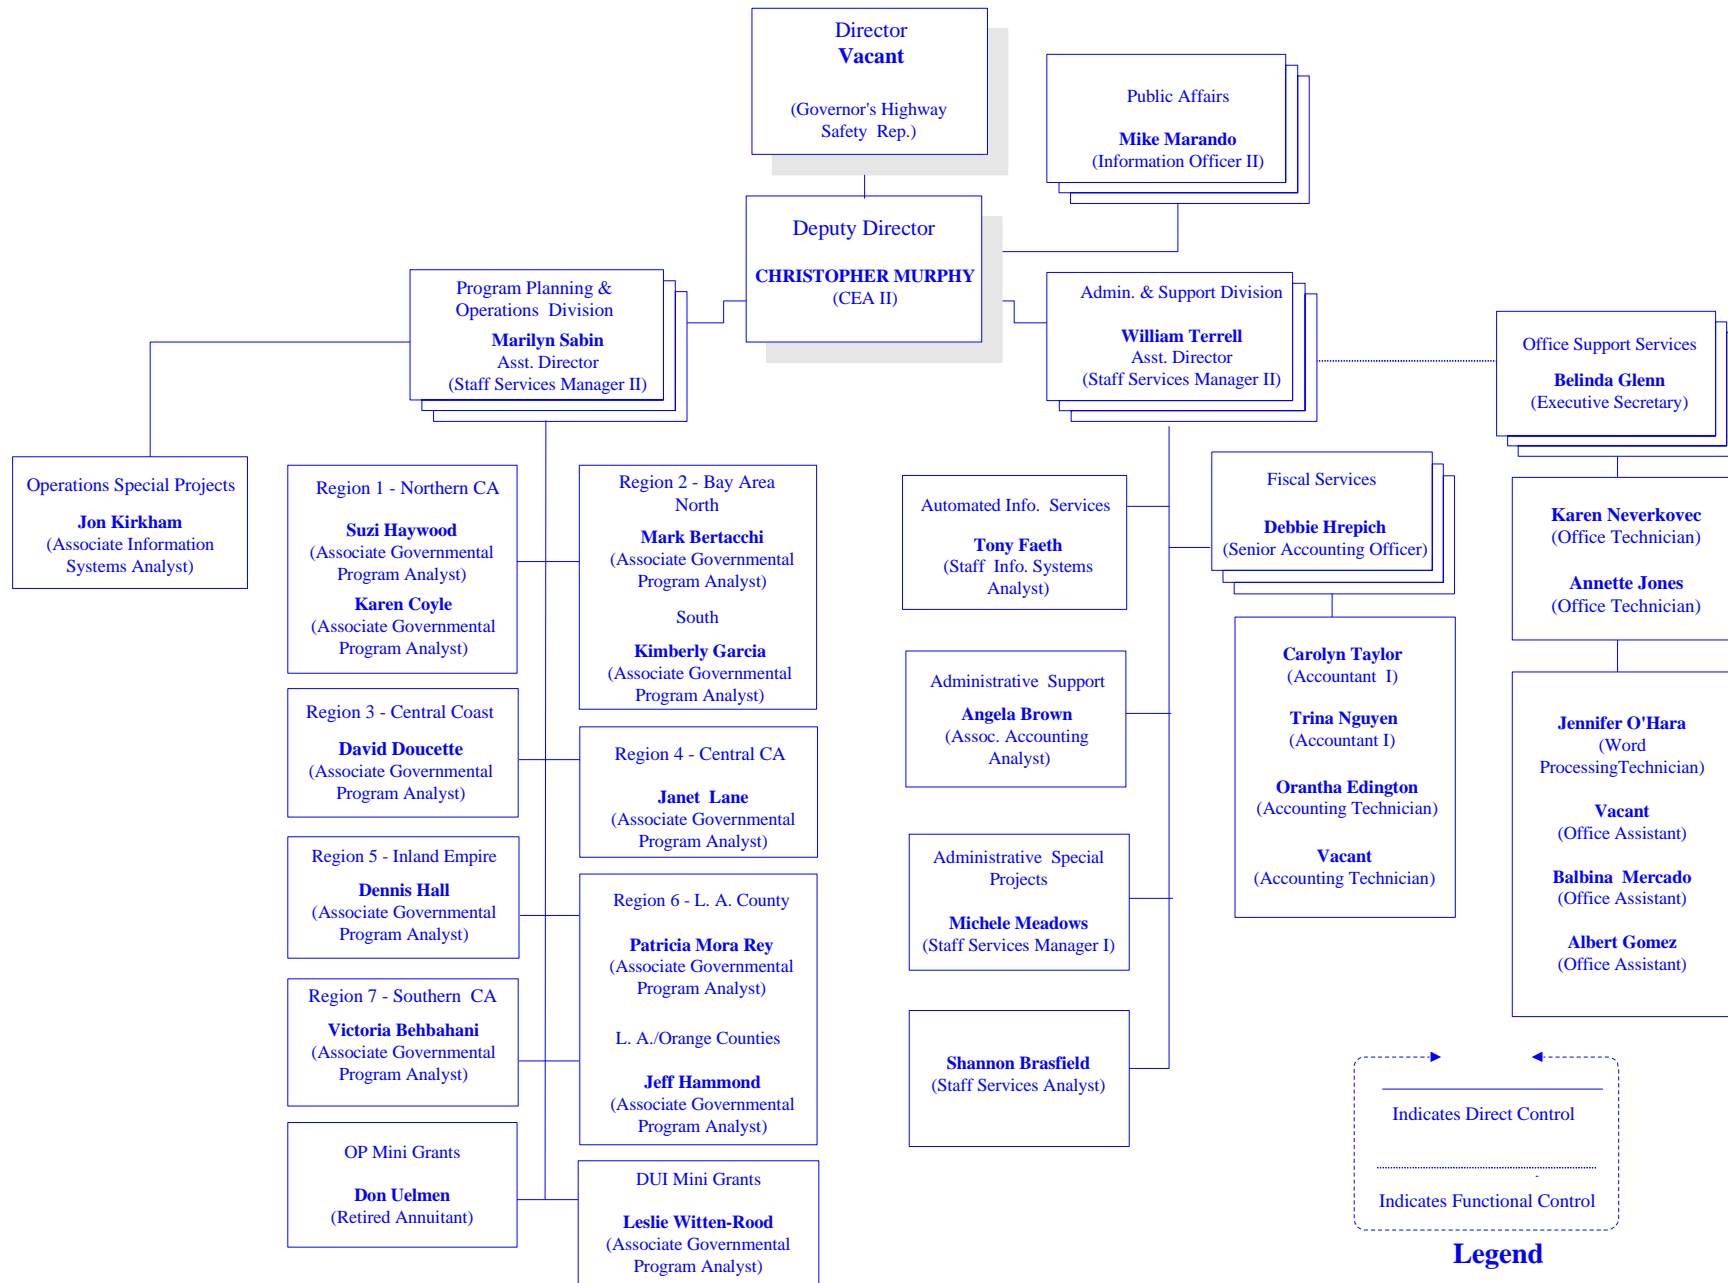 Director
Vacant
(Governor's Highway
Safety Rep.)
Public Affairs
Mike Marando
(Information Officer II)
Deputy Director
CHRISTOPHER MURPHY
(CEA II)
Program Planning &
Operations Division
Marilyn Sabin
Asst. Director
(Staff Services Manager II)
Admin. & Support Division
William Terrell
Asst. Director
(Staff Services Manager II)
Office Support Services
Belinda Glenn
(Executive Secretary)
Operations Special Projects
Jon Kirkham
(Associate Information
Systems Analyst)
Region 1 - Northern CA
Suzi Haywood
(Associate Governmental
Program Analyst)
Karen Coyle
(Associate Governmental
Program Analyst)
Region 2 - Bay Area
North
Mark Bertacchi
(Associate Governmental
Program Analyst)
South
Kimberly Garcia
(Associate Governmental
Program Analyst)
Region 3 - Central Coast
David Doucette
(Associate Governmental
Program Analyst)
Region 4 - Central CA
Janet Lane
(Associate Governmental
Program Analyst)
Region 5 - Inland Empire
Dennis Hall
(Associate Governmental
Program Analyst)
Region 6 - L. A. County
Patricia Mora Rey
(Associate Governmental
Program Analyst)
L. A./Orange Counties
Jeff Hammond
(Associate Governmental
Program Analyst)
Region 7 - Southern CA
Victoria Behbahani
(Associate Governmental
Program Analyst)
OP Mini Grants
Don Uelmen
(Retired Annuitant)
DUI Mini Grants
Leslie Witten-Rood
(Associate Governmental
Program Analyst)
Automated Info. Services
Tony Faeth
(Staff Info. Systems
Analyst)
Fiscal Services
Debbie Hrepich
(Senior Accounting Officer)
Administrative Support
Angela Brown
(Assoc. Accounting
Analyst)
Administrative Special
Projects
Michele Meadows
(Staff Services Manager I)
Shannon Brasfield
(Staff Services Analyst)
Carolyn Taylor
(Accountant I)
Trina Nguyen
(Accountant I)
Orantha Edington
(Accounting Technician)
Vacant
(Accounting Technician)
Karen Neverkovec
(Office Technician)
Annette Jones
(Office Technician)
Jennifer O'Hara
(Word
ProcessingTechnician)
Vacant
(Office Assistant)
Balbina Mercado
(Office Assistant)
Albert Gomez
(Office Assistant)
Indicates Direct Control
Indicates Functional Control
Legend